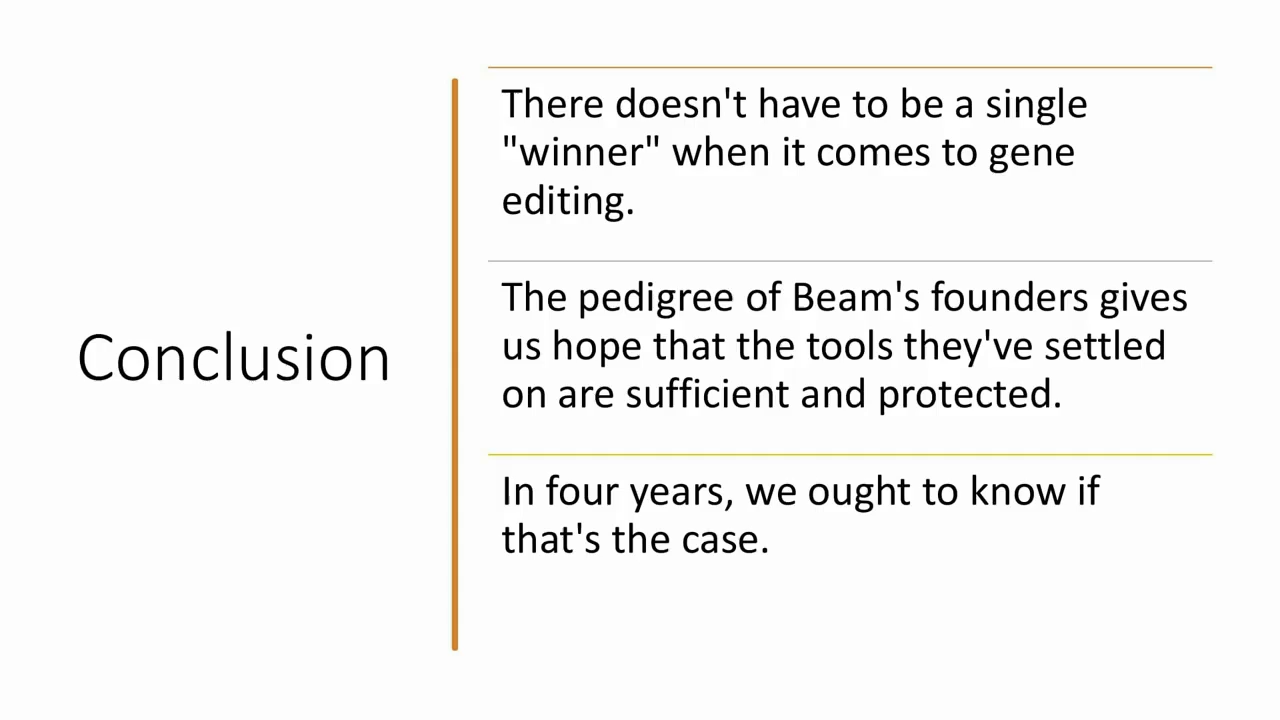 Conclusion
There doesn't have to be a single
"winner" when it comes to gene
editing.
The pedigree of Beam's founders gives
us hope that the tools they've settled
on are sufficient and protected.
In four years, we ought to know if
that's the case.